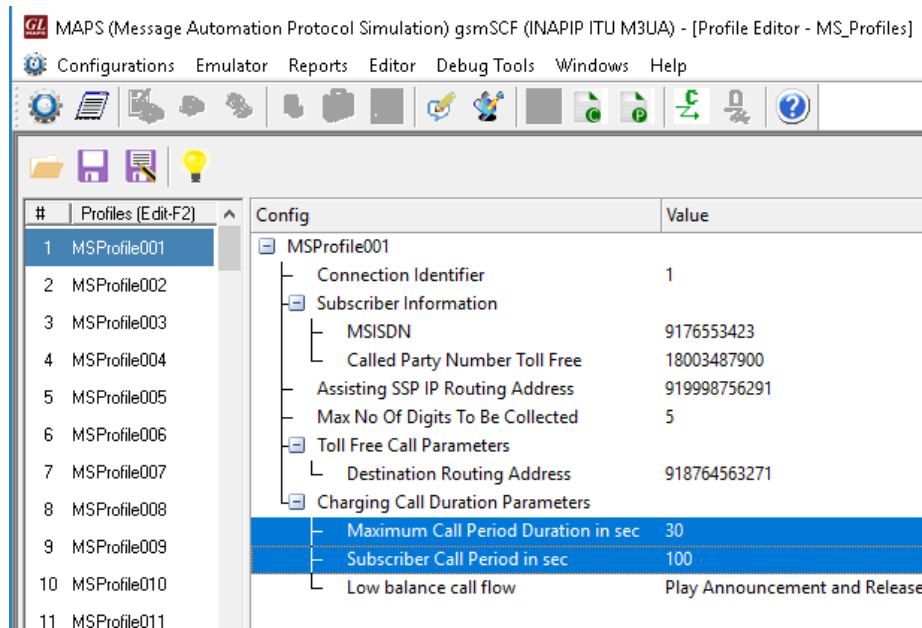 GL MAPS (Message Automation Protocol Simulation) gsmSCF (INAPIP ITU M3UA) - [Profile Editor - MS_Profiles]
Configurations Emulator Reports Editor Debug Tools Windows Help
# Profiles (Edit-F2) Config Value
1 MSProfile001 MSProfile001
Connection Identifier 1
2 MSProfile002 Subscriber Information
3 MSProfile003 MSISDN 9176553423
4 MSProfile004 Called Party Number Toll Free 18003487900
5 MSProfile005 Assisting SSP IP Routing Address 919998756291
Max No Of Digits To Be Collected 5
6 MSProfile006 Toll Free Call Parameters
7 MSProfile007 Destination Routing Address 918764563271
8 MSProfile008 Charging Call Duration Parameters
9 MSProfile009 Maximum Call Period Duration in sec 30
Subscriber Call Period in sec 100
10 MSProfile010 Low balance call flow Play Announcement and Release
11 MSProfile011